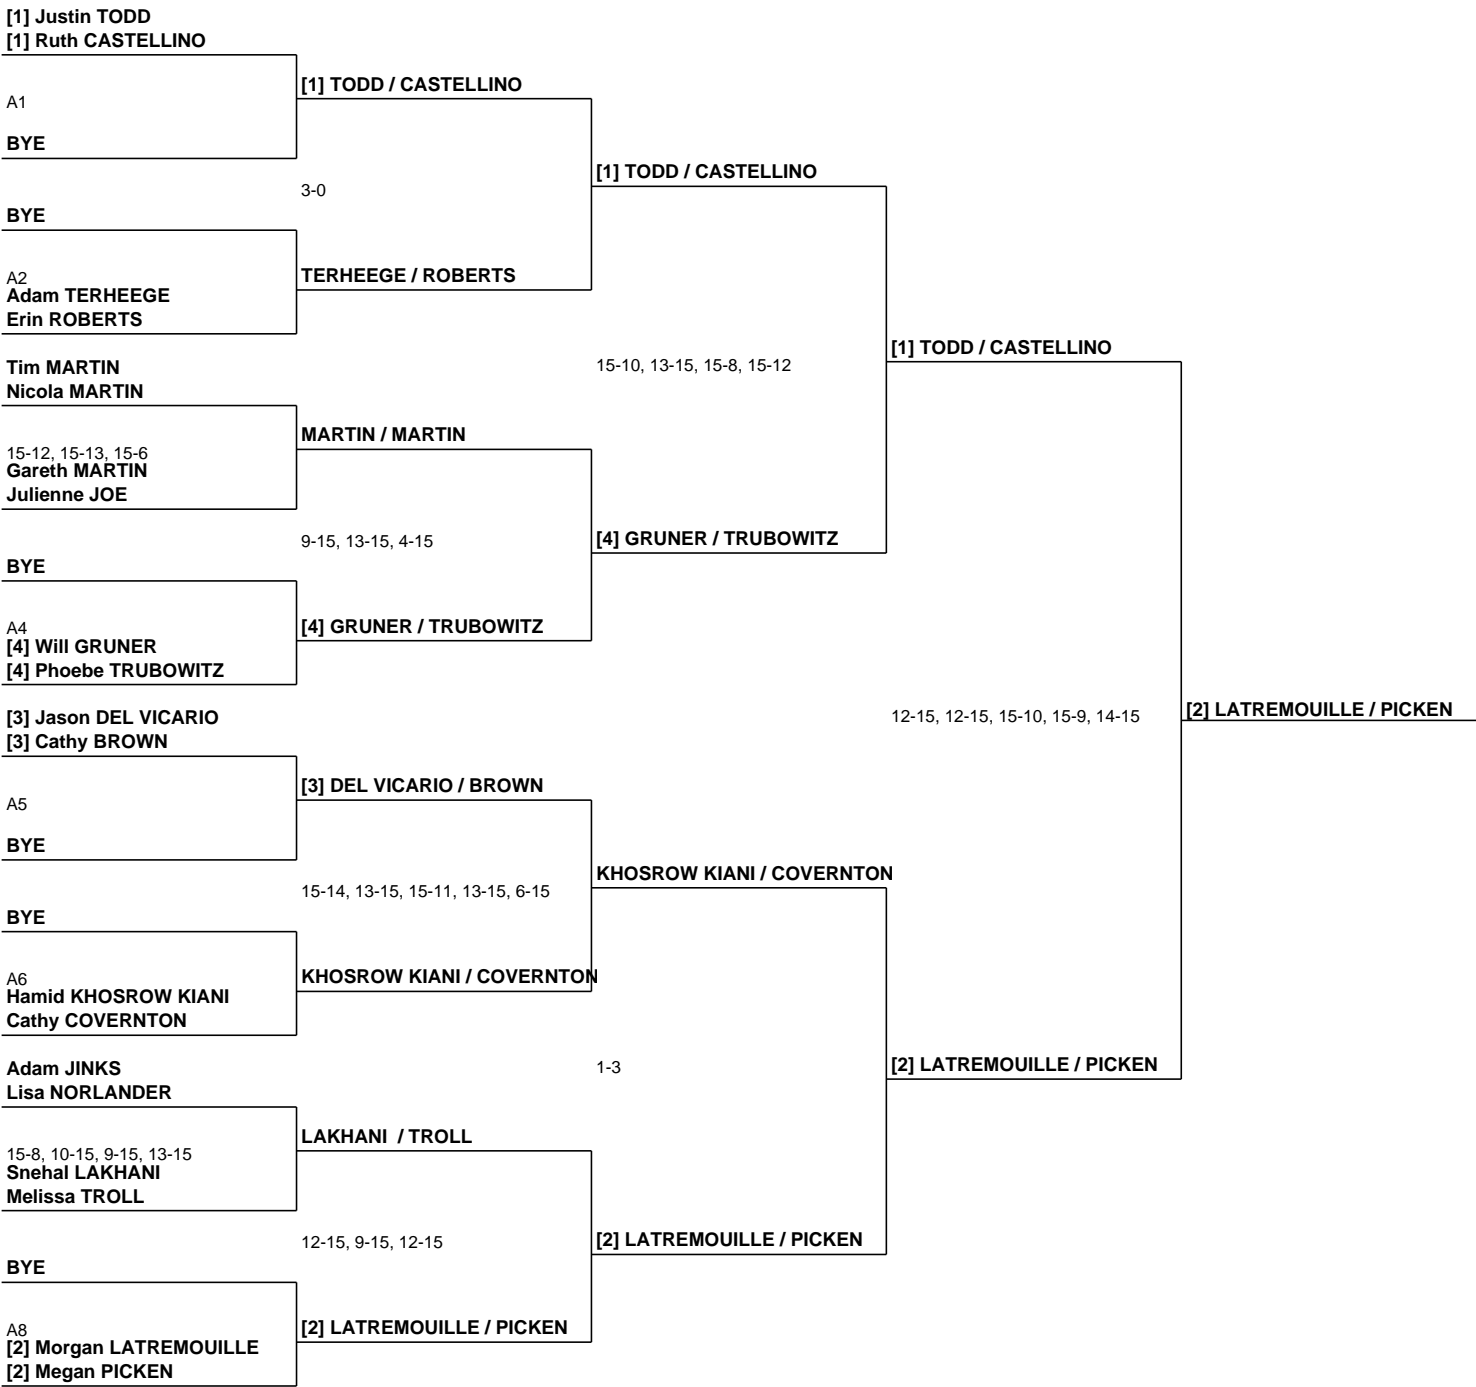 [1] Justin TODD
[1] Ruth CASTELLINO
[1] TODD / CASTELLINO
A1
BYE
[1] TODD / CASTELLINO
3-0
BYE
A2
TERHEEGE / ROBERTS
Adam TERHEEGE
Erin ROBERTS
[1] TODD / CASTELLINO
Tim MARTIN
15-10, 13-15, 15-8, 15-12
Nicola MARTIN
MARTIN / MARTIN
15-12, 15-13, 15-6
Gareth MARTIN
Julienne JOE
9-15, 13-15, 4-15
[4] GRUNER / TRUBOWITZ
BYE
A4
[4] GRUNER / TRUBOWITZ
[4] Will GRUNER
[4] Phoebe TRUBOWITZ
[3] Jason DEL VICARIO
12-15, 12-15, 15-10, 15-9, 14-15
[2] LATREMOUILLE / PICKEN
[3] Cathy BROWN
[3] DEL VICARIO / BROWN
A5
BYE
KHOSROW KIANI / COVERNTON
15-14, 13-15, 15-11, 13-15, 6-15
BYE
A6
KHOSROW KIANI / COVERNTON
Hamid KHOSROW KIANI
Cathy COVERNTON
Adam JINKS
1-3
[2] LATREMOUILLE / PICKEN
Lisa NORLANDER
LAKHANI / TROLL
15-8, 10-15, 9-15, 13-15
Snehal LAKHANI
Melissa TROLL
12-15, 9-15, 12-15
[2] LATREMOUILLE / PICKEN
BYE
A8
[2] LATREMOUILLE / PICKEN
[2] Morgan LATREMOUILLE
[2] Megan PICKEN